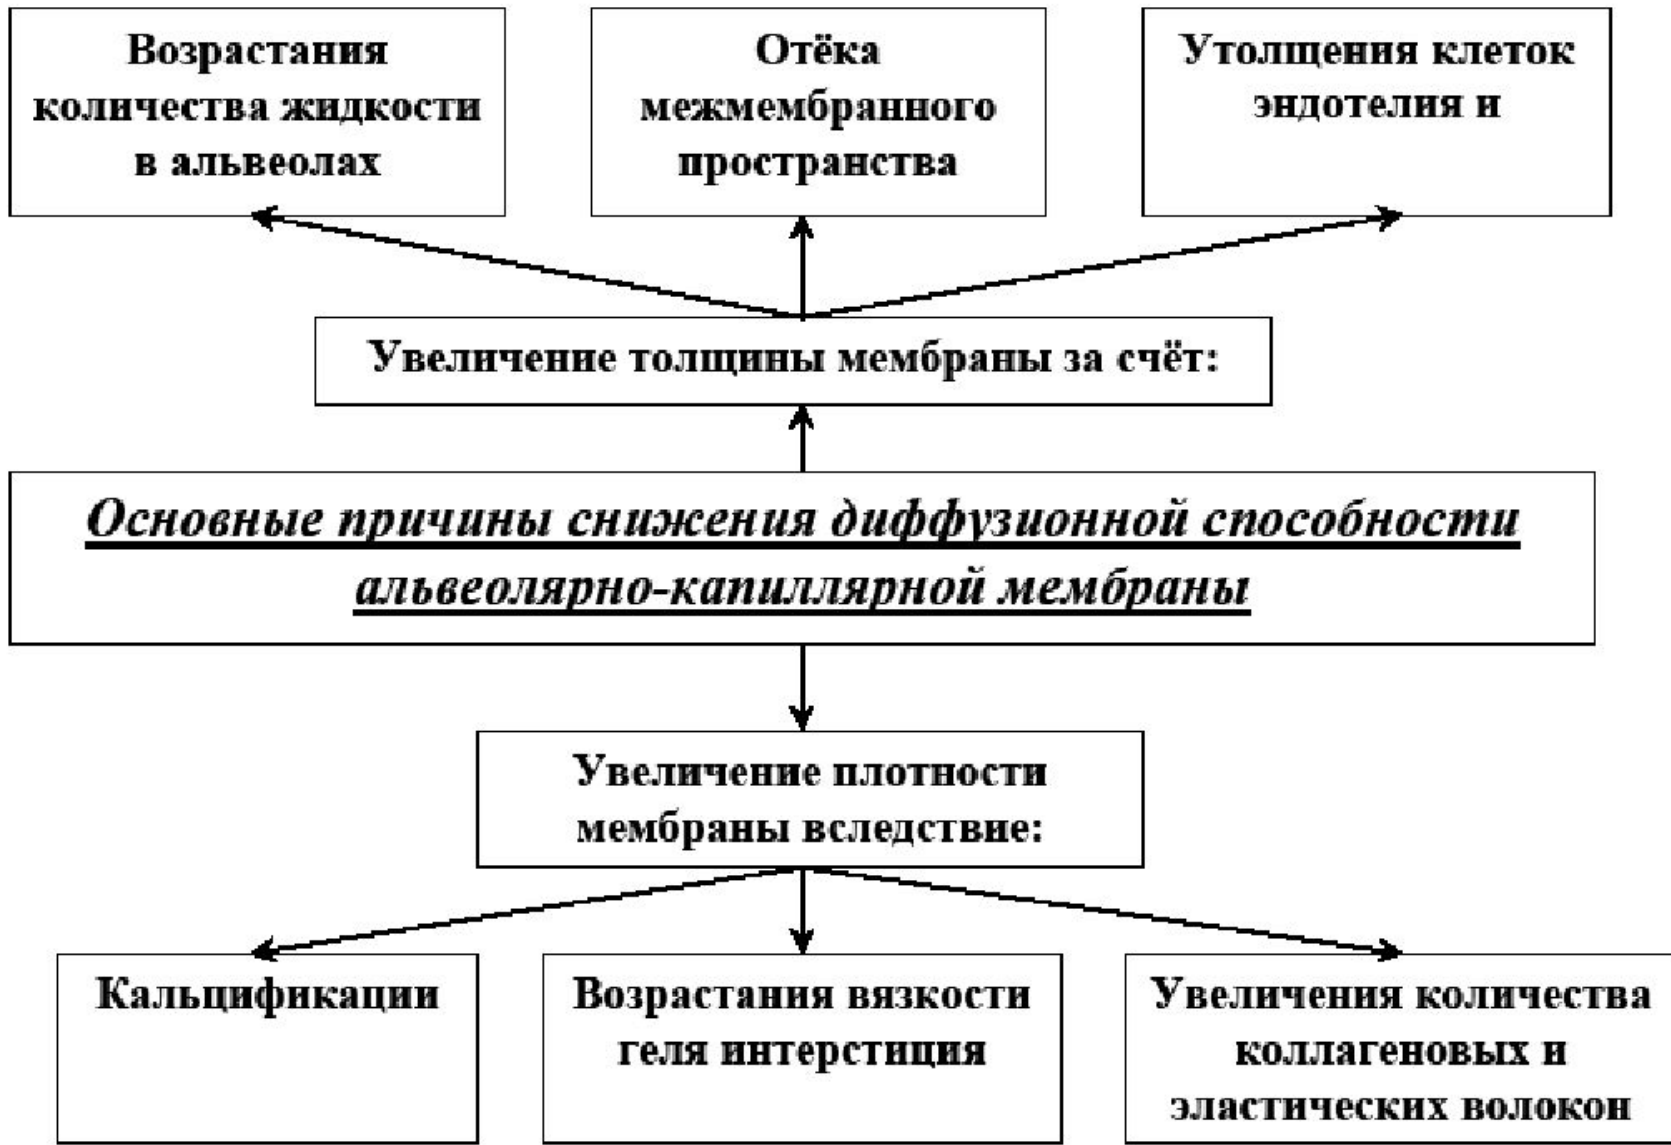 Возрастания
количества жидкости
в альвеолах
Отёка
межмембранного
пространства
Утолщения клеток
эндотелия и
Увеличение толщины мембраны за счёт:
Основные причины снижения диффузионной способности
альвеолярно-капиллярной мембраны
Увеличение плотности
мембраны вследствие:
Кальцификации
Возрастания вязкости
геля интерстиция
Увеличения количества
коллагеновых и
эластических волокон